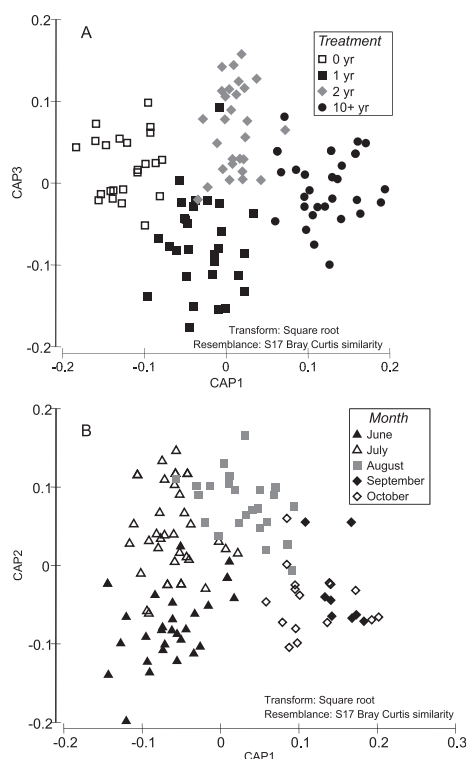 A
Treatment
0 yr
1 yr
2 yr
10+ yr
0.2
0.1
0
-0.1
-0.2
CAP3
Transform: Square root
Resemblance: S17 Bray Curtis similarity
-0.2 -0.1 0 0.1 0.2
CAP1
B
Month
June
July
August
September
October
0.2
0.1
0
-0.1
-0.2
CAP2
Transform: Square root
Resemblance: S17 Bray Curtis similarity
-0.2 -0.1 0 0.1 0.2 0.3
CAP1